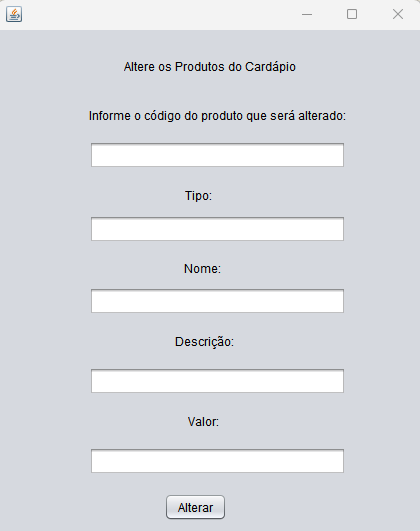 Altere os Produtos do Cardápio
Informe o código do produto que será alterado:
Tipo:
Nome:
Descrição:
Valor:
Alterar